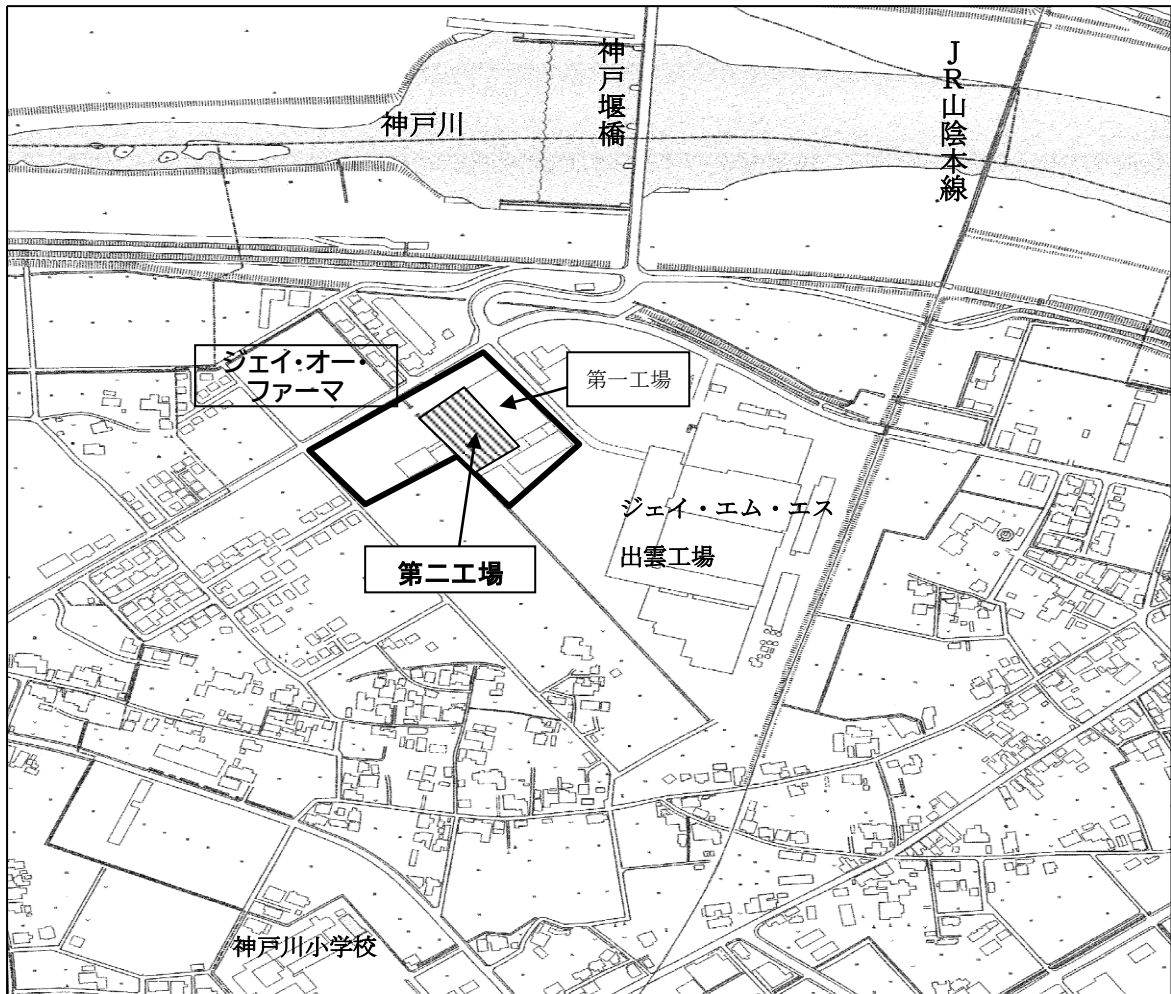 神戸川
神戸堰橋
JR山陰本線
ジェイ・オー・
ファーマ
第一工場
ジェイ・エム・エス
出雲工場
第二工場
神戸川小学校